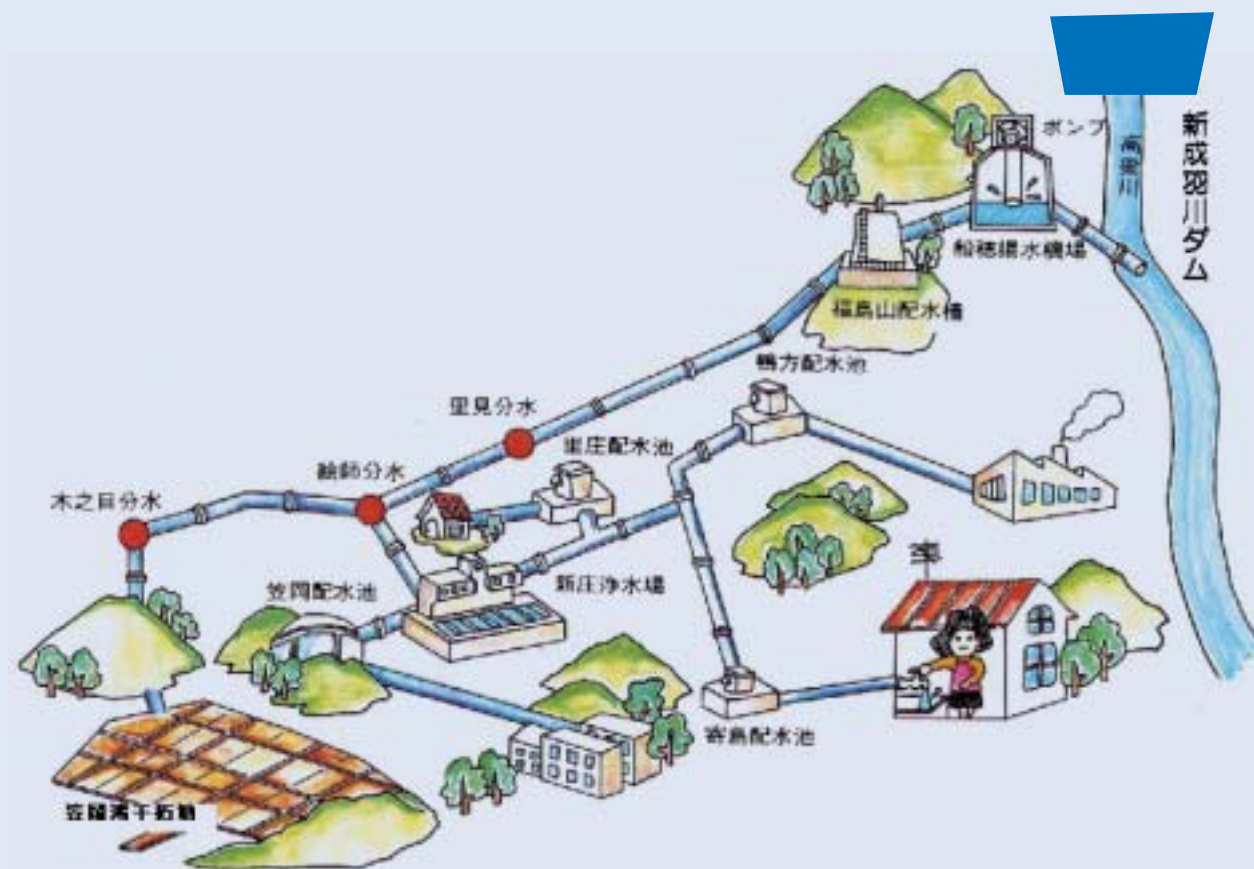 ポンプ
高梁川
新成羽川ダム
船穂揚水機場
福島山配水槽
鴨方配水池
里見分水
里庄配水池
絵師分水
木之目分水
笠岡配水池
新庄浄水場
寄島配水池
笠岡湾干拓地